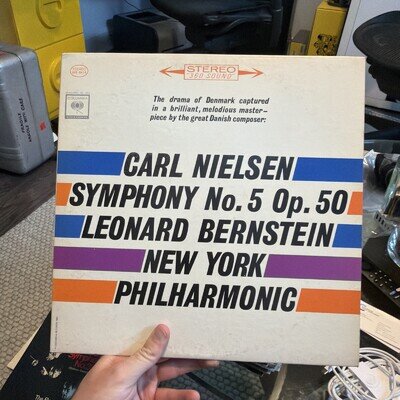 STEREO
360 SOUND
COLUMBIA
The drama of Denmark captured
in a brilliant, melodious master-
piece by the great Danish composer:
CARL NIELSEN
SYMPHONY No. 5 Op. 50
LEONARD BERNSTEIN
NEW YORK
PHILHARMONIC